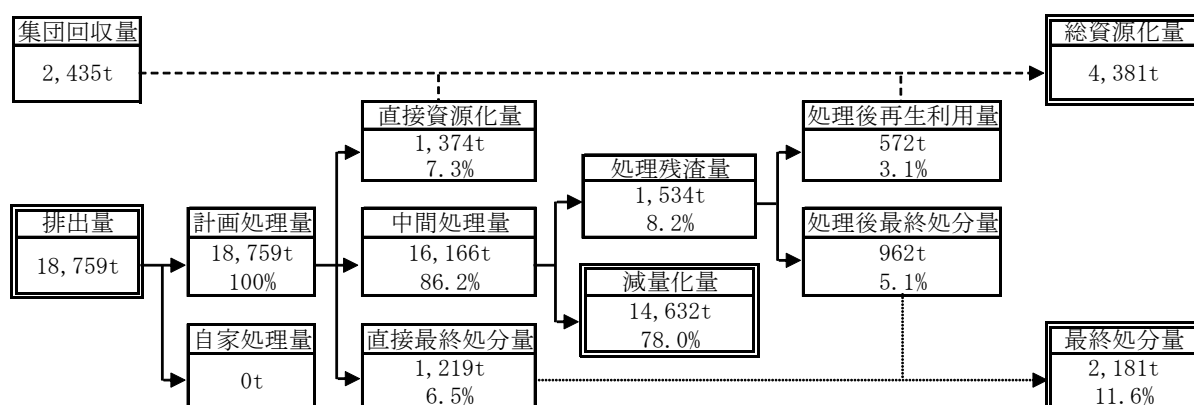 集団回収量
2,435t
総資源化量
4,381t
直接資源化量
1,374t
7.3%
処理後再生利用量
572t
3.1%
処理残渣量
1,534t
8.2%
排出量
18,759t
計画処理量
18,759t
100%
中間処理量
16,166t
86.2%
処理後最終処分量
962t
5.1%
減量化量
14,632t
78.0%
自家処理量
0t
直接最終処分量
1,219t
6.5%
最終処分量
2,181t
11.6%